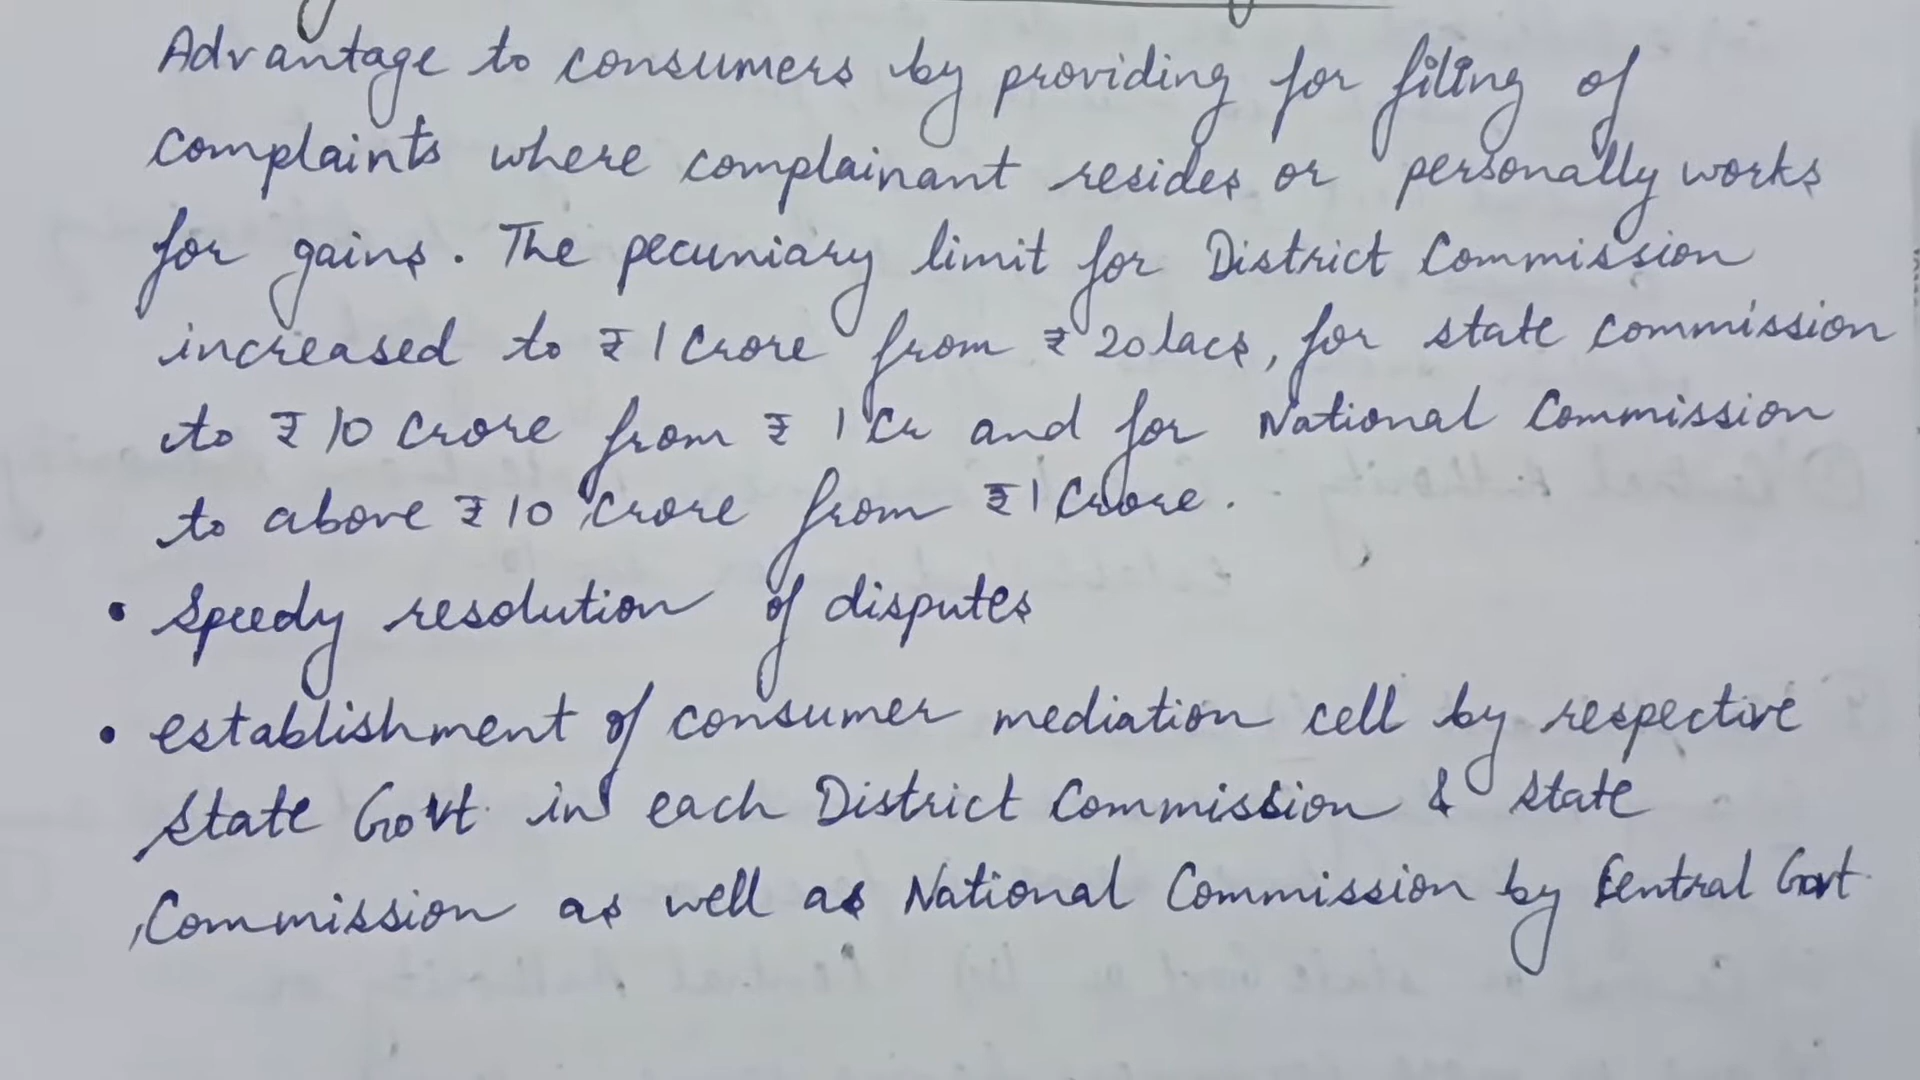 Advantage to consumers by providing for filing of
complaints where complainant resides or personally works
for gains. The pecuniary limit for District Commission
increased to ₹ 1 Crore from ₹ 20 lacs, for state commission
to ₹ 10 Crore from ₹ 1 Cr and for National Commission
to above ₹ 10 Crore from ₹ 1 Crore.
• Speedy resolution of disputes
• establishment of consumer mediation cell by respective
State Govt. in each District Commission & State
Commission as well as National Commission by Central Govt.